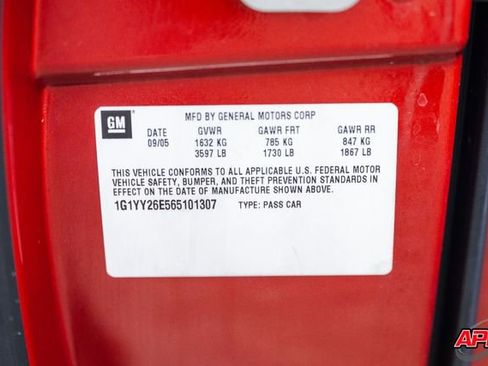 GM
MFD BY GENERAL MOTORS CORP
DATE GVWR GAWR FRT GAWR RR
09/05 1632 KG 785 KG 847 KG
3597 LB 1730 LB 1867 LB
THIS VEHICLE CONFORMS TO ALL APPLICABLE U.S. FEDERAL MOTOR
VEHICLE SAFETY, BUMPER, AND THEFT PREVENTION STANDARDS IN
EFFECT ON THE DATE OF MANUFACTURE SHOWN ABOVE.
1G1YY26E565101307 TYPE: PASS CAR